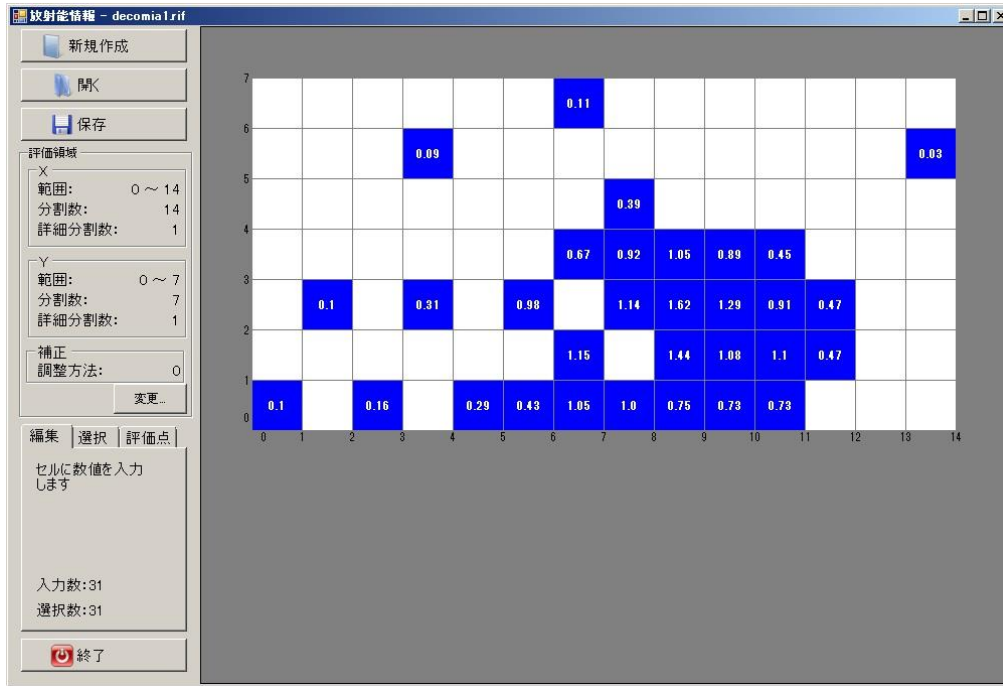 放射能情報 - decomia1.rif
新規作成
開く
保存
評価領域
X
範囲: 0 ～ 14
分割数: 14
詳細分割数: 1
Y
範囲: 0 ～ 7
分割数: 7
詳細分割数: 1
補正
調整方法: 0
変更...
編集 選択 評価点
セルに数値を入力
します
入力数:31
選択数:31
終了
7
0.11
6
0.09 0.03
5
0.39
4
0.67 0.92 1.05 0.89 0.45
3
0.1 0.31 0.98 1.14 1.62 1.29 0.91 0.47
2
1.15 1.44 1.08 1.1 0.47
1
0.1 0.16 0.29 0.43 1.05 1.0 0.75 0.73 0.73
0
0 1 2 3 4 5 6 7 8 9 10 11 12 13 14